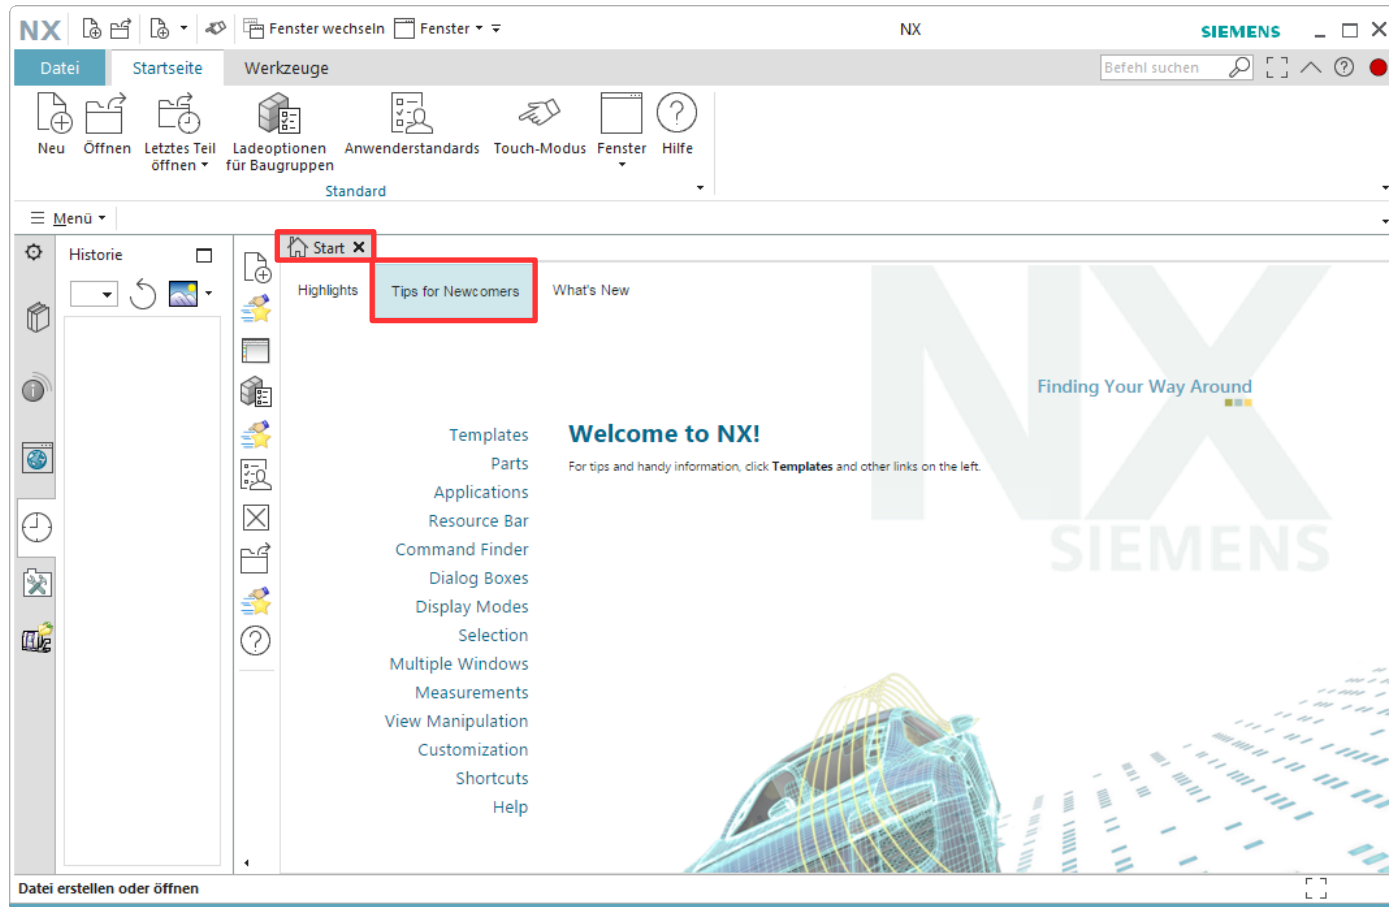 NX
Fenster wechseln
Fenster
NX
SIEMENS
Datei
Startseite
Werkzeuge
Befehl suchen
Neu
Öffnen
Letztes Teil
öffnen
Ladeoptionen
für Baugruppen
Anwenderstandards
Touch-Modus
Fenster
Hilfe
Standard
Menü
Historie
Start
Highlights
Tips for Newcomers
What's New
NX
SIEMENS
Finding Your Way Around
Templates
Parts
Applications
Resource Bar
Command Finder
Dialog Boxes
Display Modes
Selection
Multiple Windows
Measurements
View Manipulation
Customization
Shortcuts
Help
Welcome to NX!
For tips and handy information, click Templates and other links on the left.
Datei erstellen oder öffnen